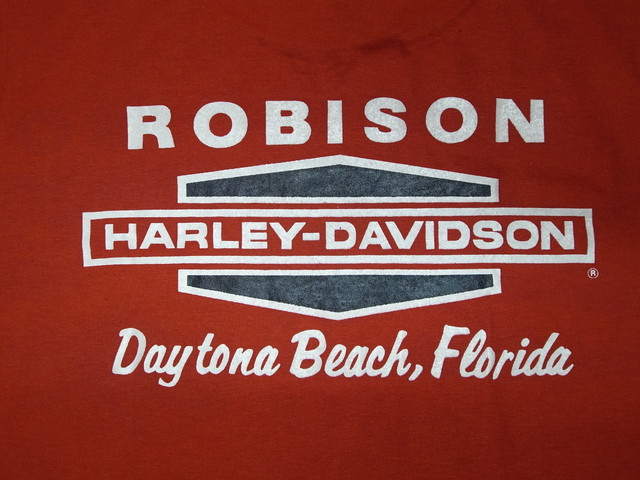 ROBISON
HARLEY-DAVIDSON
®
Daytona Beach, Florida